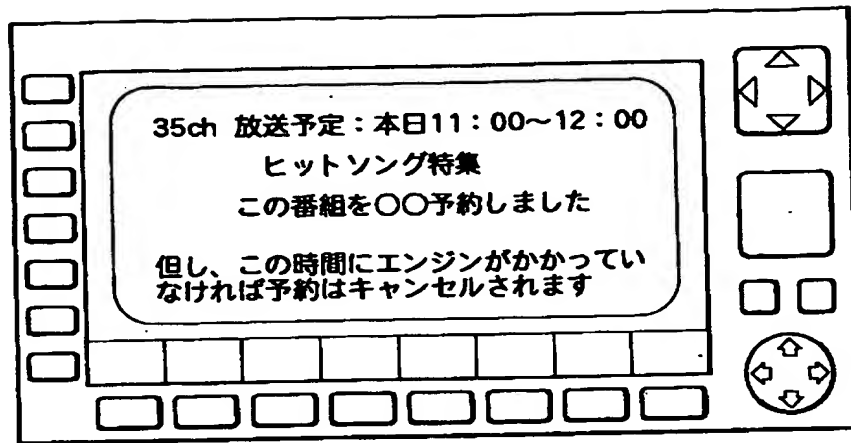 35ch 放送予定：本日11：00〜12：00
ヒットソング特集
この番組を〇〇予約しました
但し、この時間にエンジンがかかってい
なければ予約はキャンセルされます